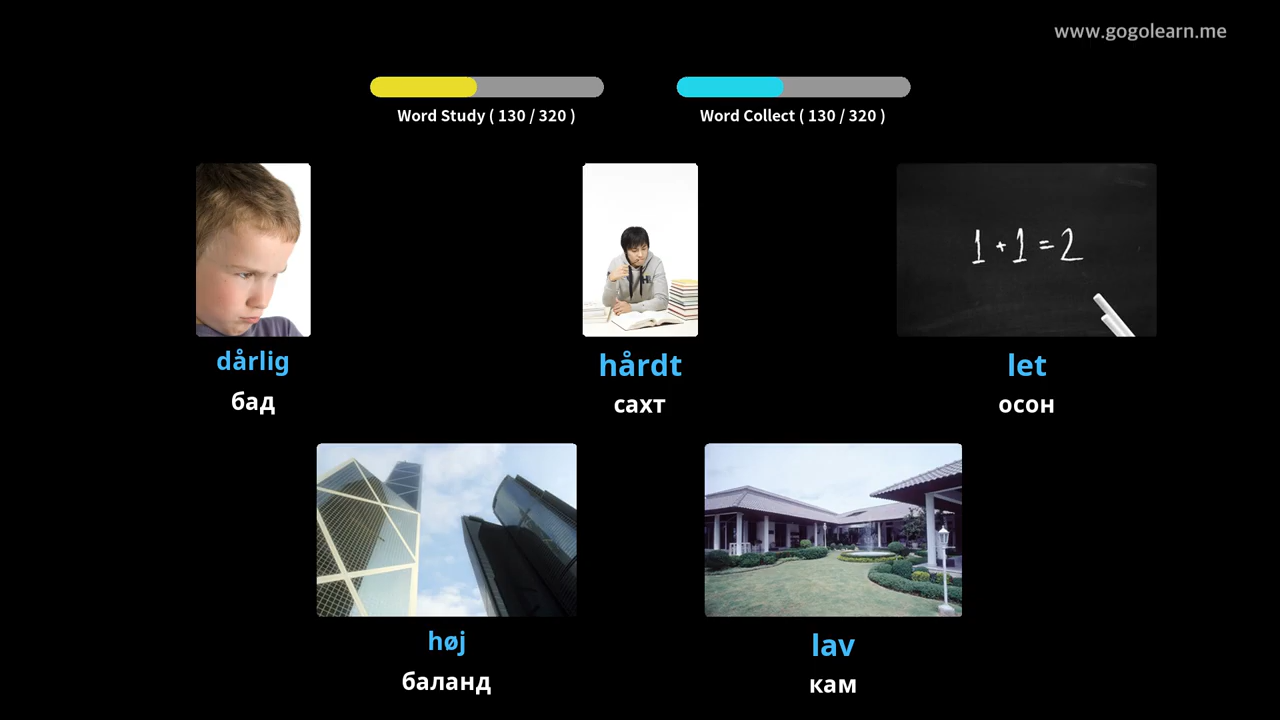 www.gogolearn.me
Word Study ( 130 / 320 )
Word Collect ( 130 / 320 )
1 + 1 = 2
dårlig
hårdt
let
бад
сахт
осон
høj
lav
баланд
кам